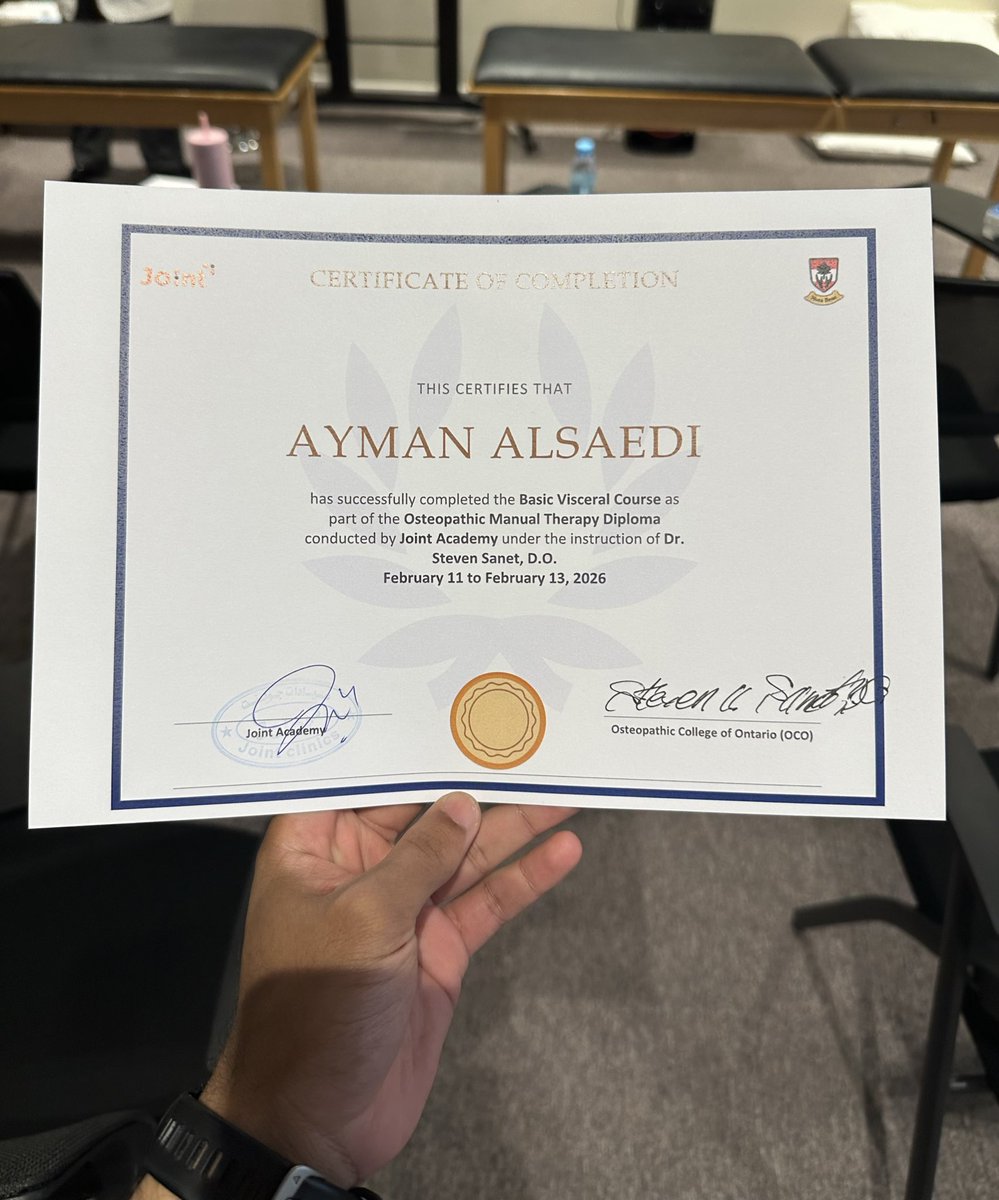 Joint
CERTIFICATE OF COMPLETION
THIS CERTIFIES THAT
AYMAN ALSAEDI
has successfully completed the Basic Visceral Course as
part of the Osteopathic Manual Therapy Diploma
conducted by Joint Academy under the instruction of Dr.
Steven Sanet, D.O.
February 11 to February 13, 2026
Joint Academy
Joint clinics
Osteopathic College of Ontario (OCO)